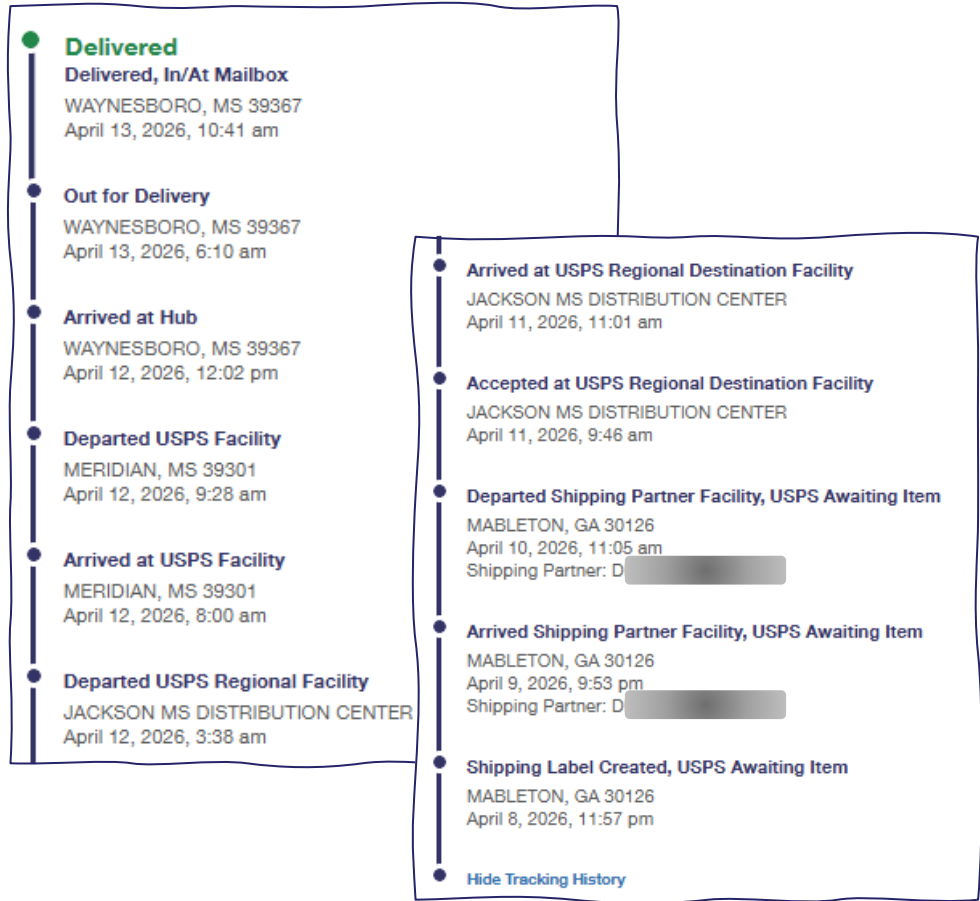 Delivered
Delivered, In/At Mailbox
WAYNESBORO, MS 39367
April 13, 2026, 10:41 am
Out for Delivery
WAYNESBORO, MS 39367
April 13, 2026, 6:10 am
Arrived at Hub
WAYNESBORO, MS 39367
April 12, 2026, 12:02 pm
Departed USPS Facility
MERIDIAN, MS 39301
April 12, 2026, 9:28 am
Arrived at USPS Facility
MERIDIAN, MS 39301
April 12, 2026, 8:00 am
Departed USPS Regional Facility
JACKSON MS DISTRIBUTION CENTER
April 12, 2026, 3:38 am
Arrived at USPS Regional Destination Facility
JACKSON MS DISTRIBUTION CENTER
April 11, 2026, 11:01 am
Accepted at USPS Regional Destination Facility
JACKSON MS DISTRIBUTION CENTER
April 11, 2026, 9:46 am
Departed Shipping Partner Facility, USPS Awaiting Item
MABLETON, GA 30126
April 10, 2026, 11:05 am
Shipping Partner: D
Arrived Shipping Partner Facility, USPS Awaiting Item
MABLETON, GA 30126
April 9, 2026, 9:53 pm
Shipping Partner: D
Shipping Label Created, USPS Awaiting Item
MABLETON, GA 30126
April 8, 2026, 11:57 pm
Hide Tracking History